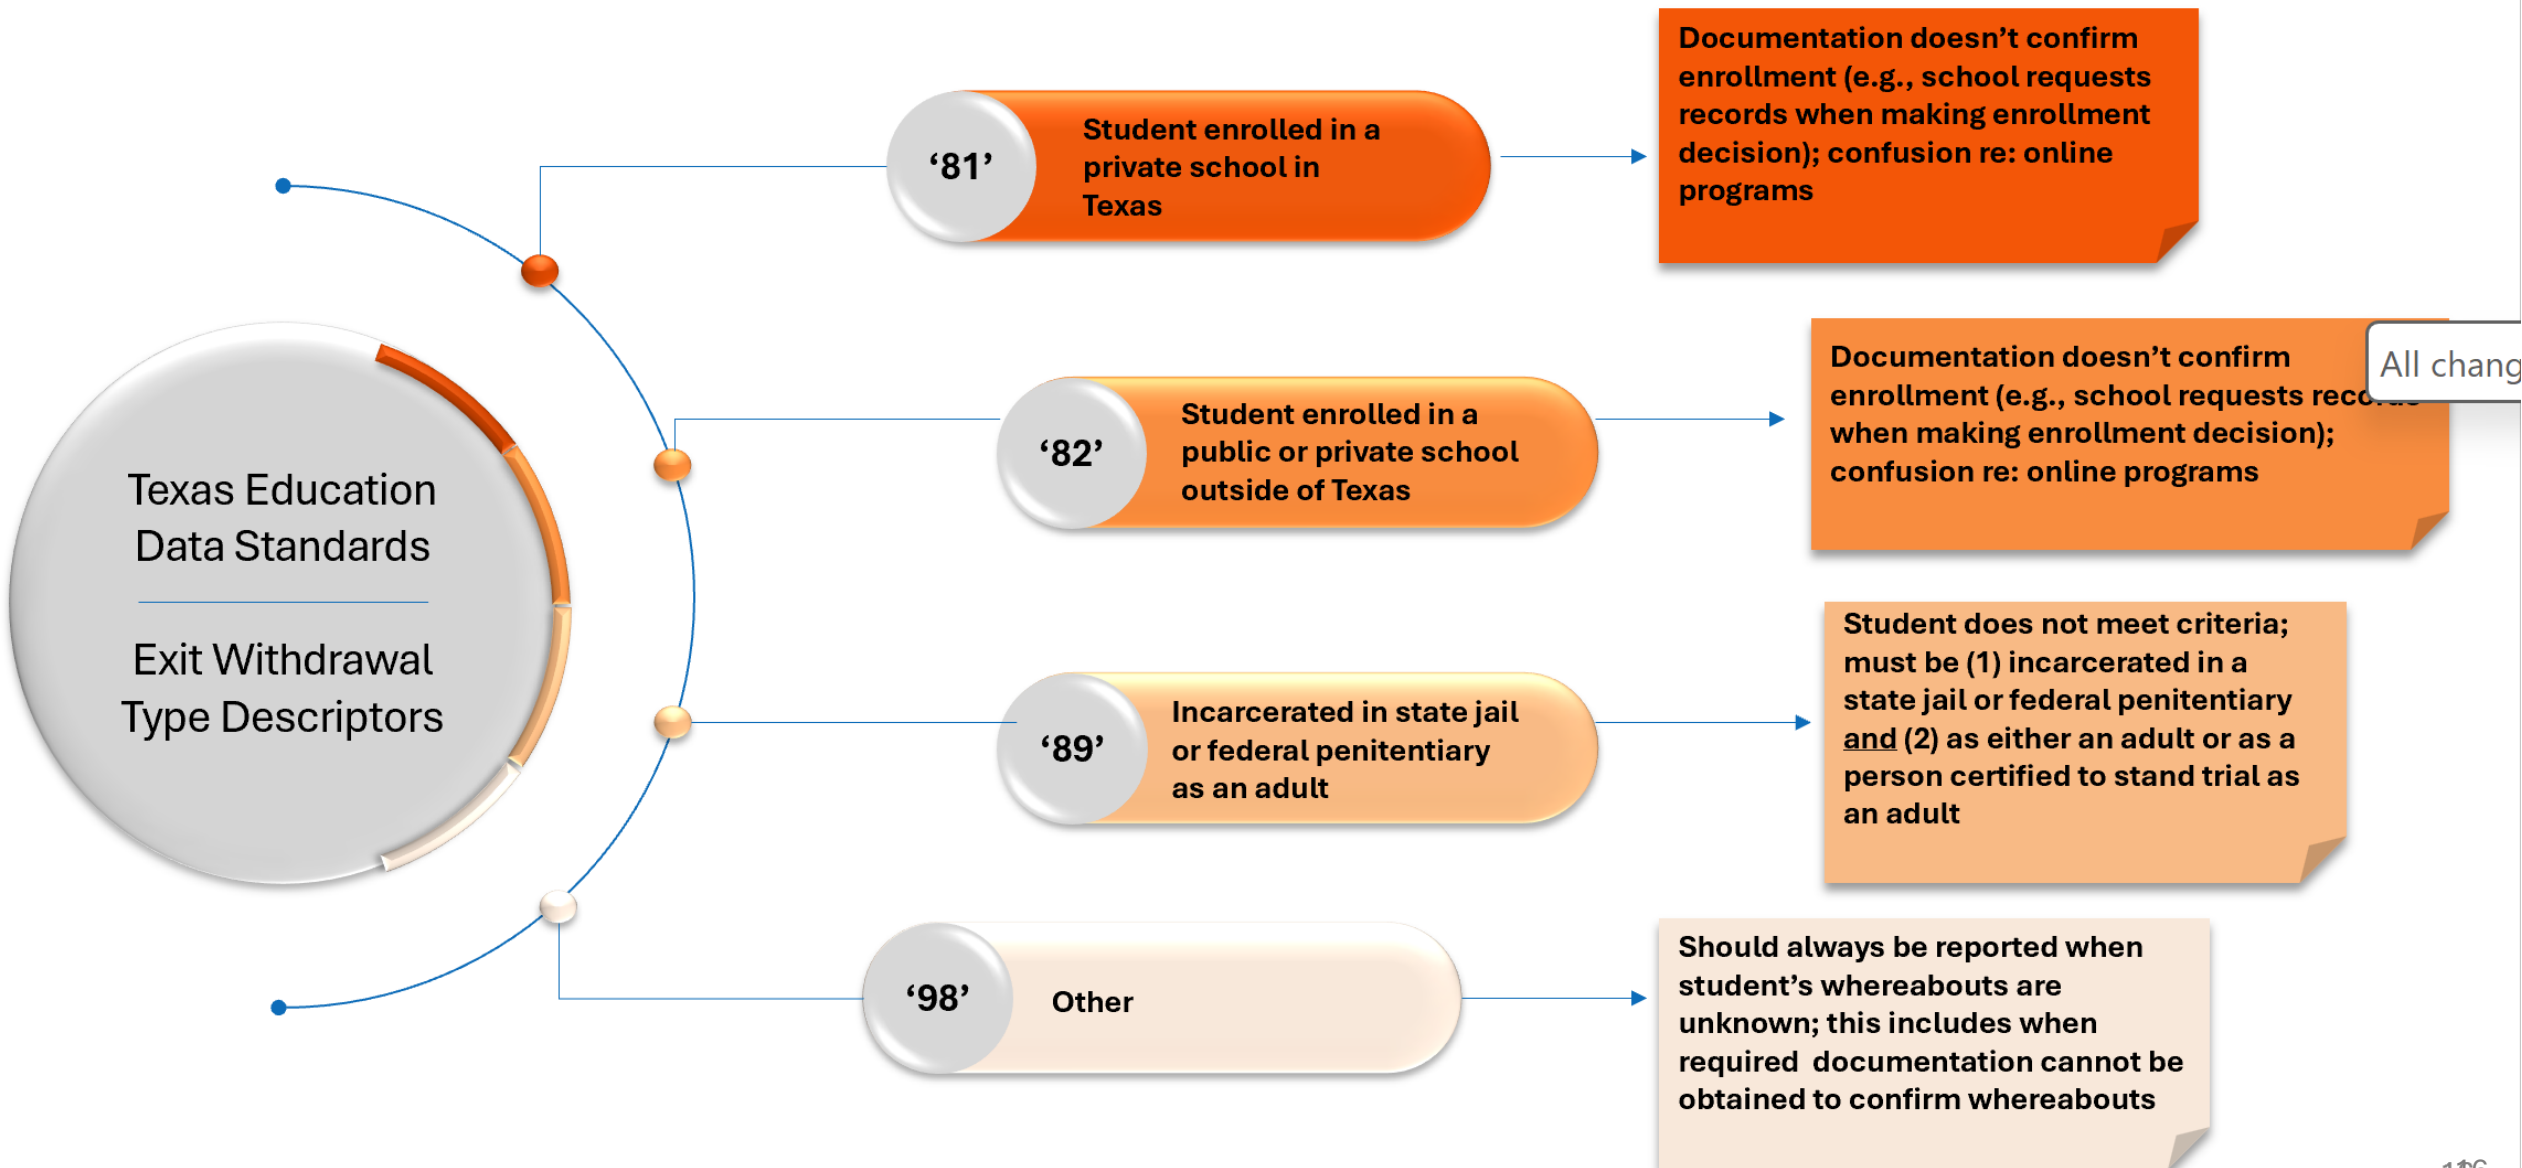 Texas Education
Data Standards
Exit Withdrawal
Type Descriptors
‘81’
Student enrolled in a
private school in
Texas
Documentation doesn’t confirm
enrollment (e.g., school requests
records when making enrollment
decision); confusion re: online
programs
‘82’
Student enrolled in a
public or private school
outside of Texas
Documentation doesn’t confirm
enrollment (e.g., school requests
when making enrollment decision);
confusion re: online programs
All chang
‘89’
Incarcerated in state jail
or federal penitentiary
as an adult
Student does not meet criteria;
must be (1) incarcerated in a
state jail or federal penitentiary
and (2) as either an adult or as a
person certified to stand trial as
an adult
‘98’
Other
Should always be reported when
student’s whereabouts are
unknown; this includes when
required documentation cannot be
obtained to confirm whereabouts